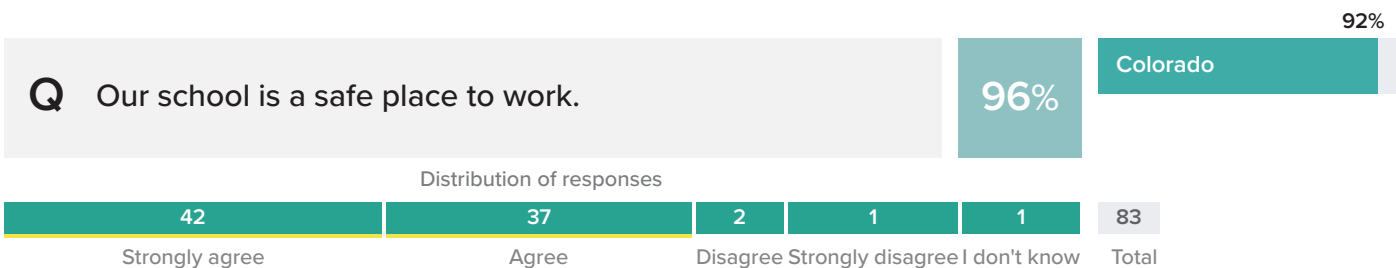 92%
Q Our school is a safe place to work.
96%
Colorado
Distribution of responses
42 37 2 1 1 83
Strongly agree Agree Disagree Strongly disagree I don't know Total